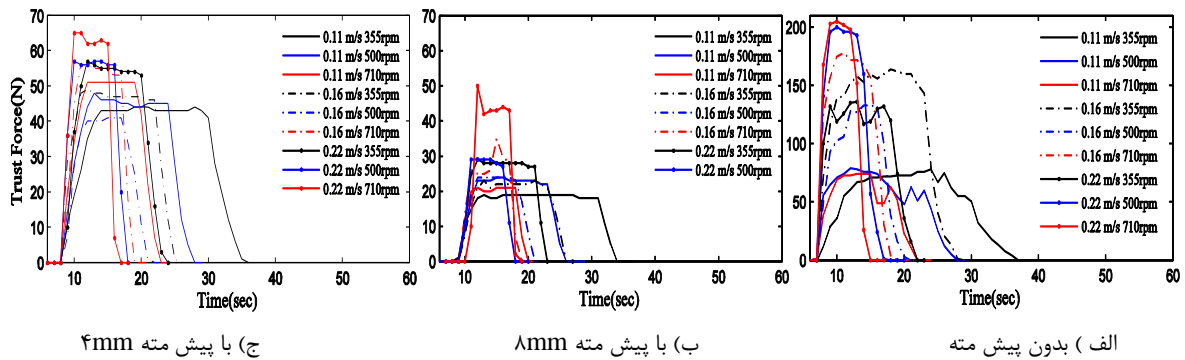 70
60
50
40
30
20
10
0
Trust Force(N)
10
20
30
40
50
60
Time(sec)
0.11 m/s 355rpm
0.11 m/s 500rpm
0.11 m/s 710rpm
0.16 m/s 355rpm
0.16 m/s 500rpm
0.16 m/s 710rpm
0.22 m/s 355rpm
0.22 m/s 500rpm
0.22 m/s 710rpm
70
60
50
40
30
20
10
0
10
20
30
40
50
60
Time(sec)
0.11 m/s 355rpm
0.11 m/s 500rpm
0.11 m/s 710rpm
0.16 m/s 355rpm
0.16 m/s 500rpm
0.16 m/s 710rpm
0.22 m/s 355rpm
0.22 m/s 500rpm
200
150
100
50
0
10
20
30
40
50
60
Time(sec)
0.11 m/s 355rpm
0.11 m/s 500rpm
0.11 m/s 710rpm
0.16 m/s 355rpm
0.16 m/s 500rpm
0.16 m/s 710rpm
0.22 m/s 355rpm
0.22 m/s 500rpm
0.22 m/s 710rpm
الف ) بدون پیش مته
ب) با پیش مته ۸mm
ج) با پیش مته ۴mm